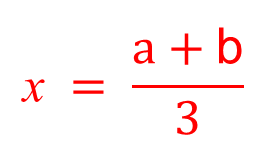 x = (a + b) / 3